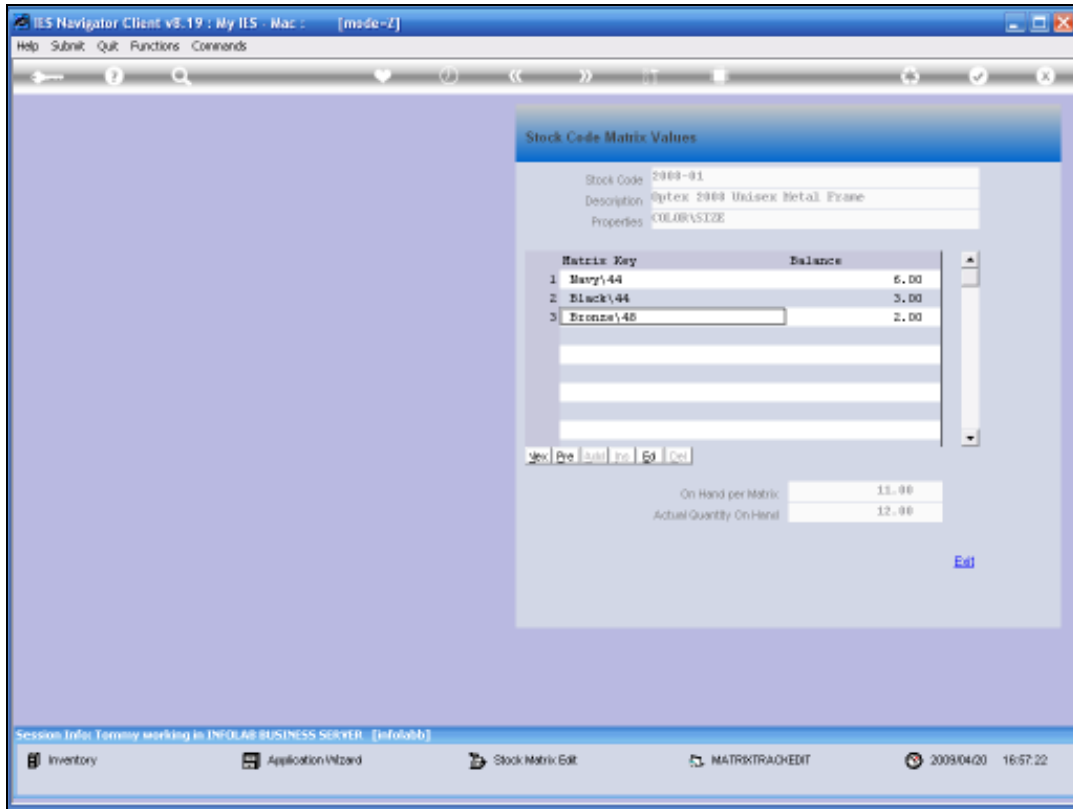 IES Navigator Client v8.19 : My IES - Mac : [mode=Z]
Help Submit Quit Functions Commands
Stock Code Matrix Values
Stock Code 2000-01
Description Optex 2000 Unisex Metal Frame
Properties COLOR\SIZE
Matrix Key Balance
1 Navy\44 6.00
2 Black\44 3.00
3 Bronze\48 2.00
Nex Pre Add Ins Ed Del
On Hand per Matrix 11.00
Actual Quantity On Hand 12.00
Exit
Session Info: Tommy working in INFOLAB BUSINESS SERVER [infolabb]
Inventory Application Wizard Stock Matrix Edit MATRIXTRACKEDIT 2009/04/20 16:57:22